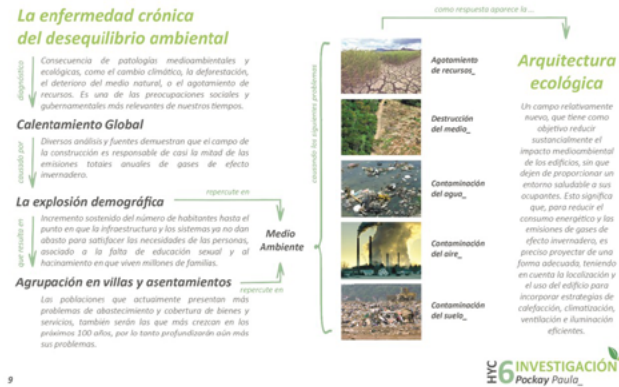 La enfermedad crónica
del desequilibrio ambiental
diagnóstico
Consecuencia de patologías medioambientales y
ecológicas, como el cambio climático, la deforestación,
el deterioro del medio natural, o el agotamiento de
recursos. Es una de las preocupaciones sociales y
gubernamentales más relevantes de nuestros tiempos.
Calentamiento Global
causado por
Diversos análisis y fuentes demuestran que el campo de
la construcción es responsable de casi la mitad de las
emisiones totales anuales de gases de efecto
invernadero.
repercute en
La explosión demográfica
que resulta en
Incremento sostenido del número de habitantes hasta el
punto en que la infraestructura y los sistemas ya no dan
abasto para satisfacer las necesidades de las personas,
asociado a la falta de educación sexual y al
hacinamiento en que viven millones de familias.
Medio
Ambiente
Agrupación en villas y asentamientos
repercute en
Las poblaciones que actualmente presentan más
problemas de abastecimiento y cobertura de bienes y
servicios, también serán las que más crezcan en los
próximos 100 años, por lo tanto profundizarán aún más
sus problemas.
causando los siguientes problemas
Agotamiento
de recursos_
Destrucción
del medio_
Contaminación
del agua_
Contaminación
del aire_
Contaminación
del suelo_
como respuesta aparece la ...
Arquitectura
ecológica
Un campo relativamente
nuevo, que tiene como
objetivo reducir
sustancialmente el
impacto medioambiental
de los edificios, sin que
dejen de proporcionar un
entorno saludable a sus
ocupantes. Esto significa
que, para reducir el
consumo energético y las
emisiones de gases de
efecto invernadero, es
preciso proyectar de una
forma adecuada, teniendo
en cuenta la localización y
el uso del edificio para
incorporar estrategias de
calefacción, climatización,
ventilación e iluminación
eficientes.
9
HYC
6 INVESTIGACIÓN
Pockay Paula_